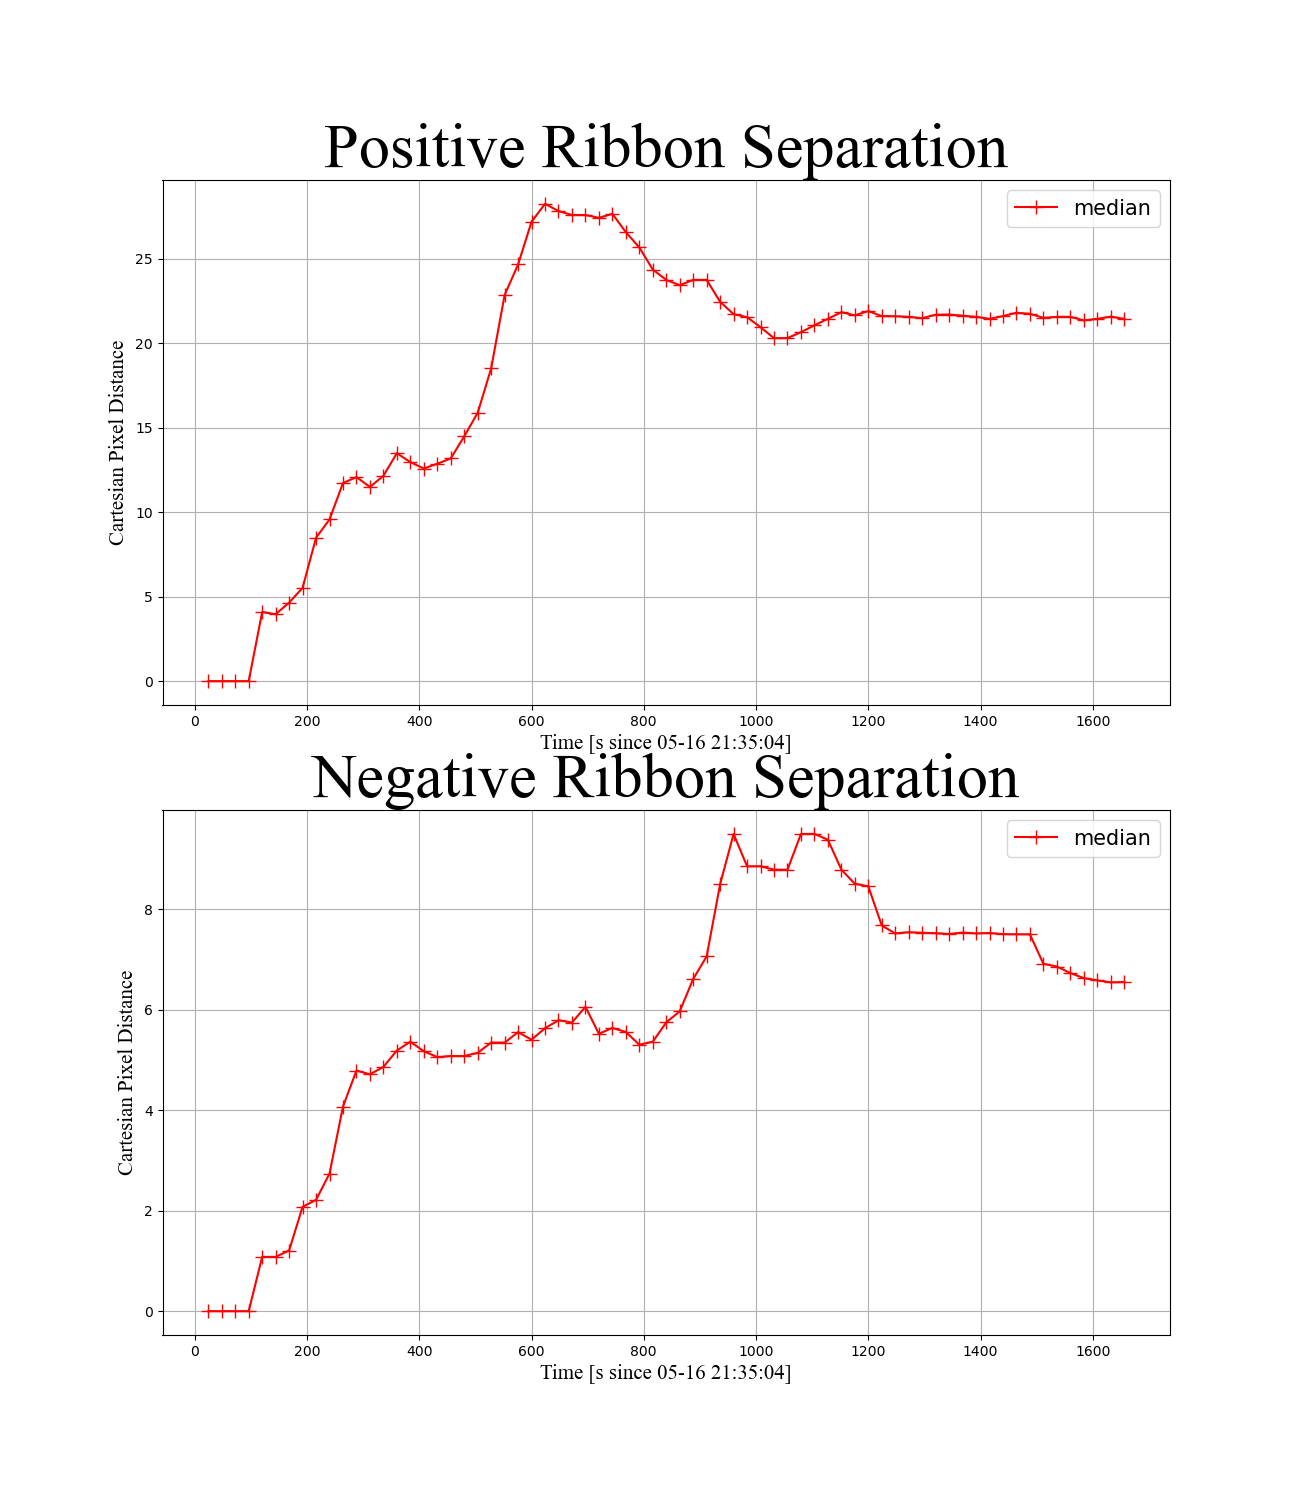 Positive Ribbon Separation
median
Cartesian Pixel Distance
25
20
15
10
5
0
0 200 400 600 800 1000 1200 1400 1600
Time [s since 05-16 21:35:04]
Negative Ribbon Separation
median
Cartesian Pixel Distance
8
6
4
2
0
0 200 400 600 800 1000 1200 1400 1600
Time [s since 05-16 21:35:04]